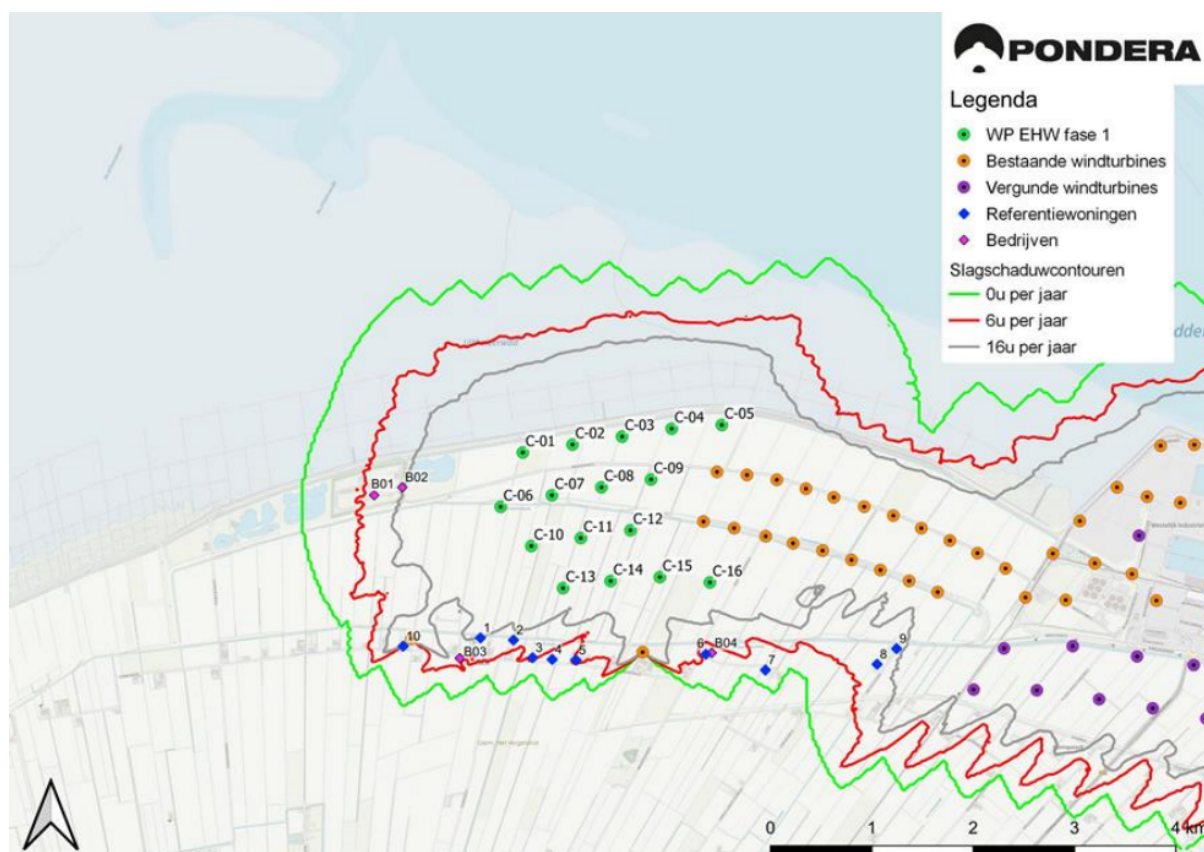 PONDERA
Legenda
WP EHW fase 1
Bestaande windturbines
Vergunde windturbines
Referentiewoningen
Bedrijven
Slagschaduwcontouren
0u per jaar
6u per jaar
16u per jaar
C-05
C-04
C-03
C-02
C-01
C-09
C-08
C-07
C-06
B02
B01
C-12
C-11
C-10
C-15
C-16
C-14
C-13
1
2
10
B03
3
4
5
6
B04
7
8
9
0
1
2
3
4 km